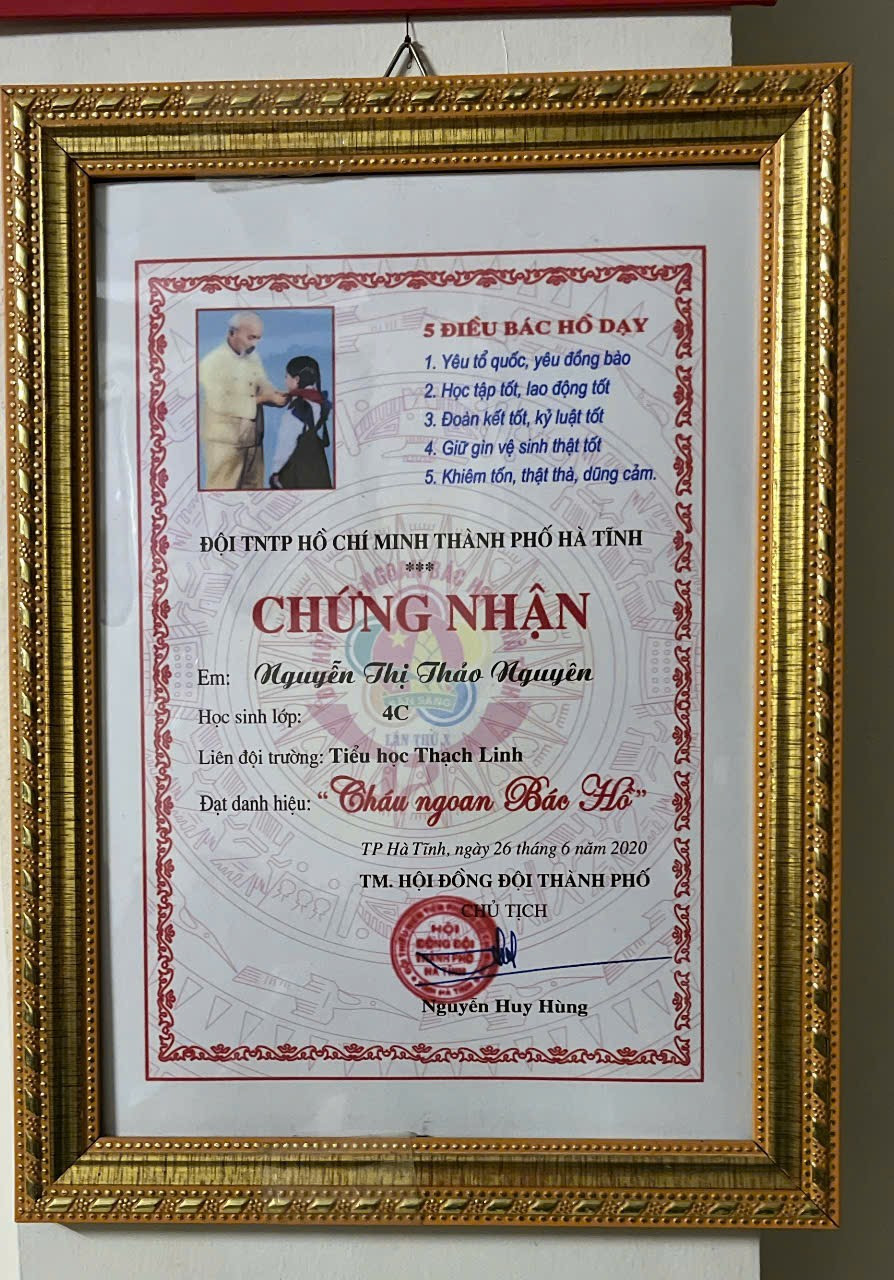 5 ĐIỀU BÁC HỒ DẠY
1. Yêu tổ quốc, yêu đồng bào
2. Học tập tốt, lao động tốt
3. Đoàn kết tốt, kỷ luật tốt
4. Giữ gìn vệ sinh thật tốt
5. Khiêm tốn, thật thà, dũng cảm.
ĐỘI TNTP HỒ CHÍ MINH THÀNH PHỐ HÀ TĨNH
***
CHỨNG NHẬN
Em: Nguyễn Thị Thảo Nguyên
Học sinh lớp: 4C
LẦN THỨ X
Liên đội trường: Tiểu học Thạch Linh
Đạt danh hiệu: “Cháu ngoan Bác Hồ”
TP Hà Tĩnh, ngày 26 tháng 6 năm 2020
TM. HỘI ĐỒNG ĐỘI THÀNH PHỐ
CHỦ TỊCH
HỘI
ĐỒNG ĐỘI
THÀNH PHỐ
HÀ TĨNH
Nguyễn Huy Hùng